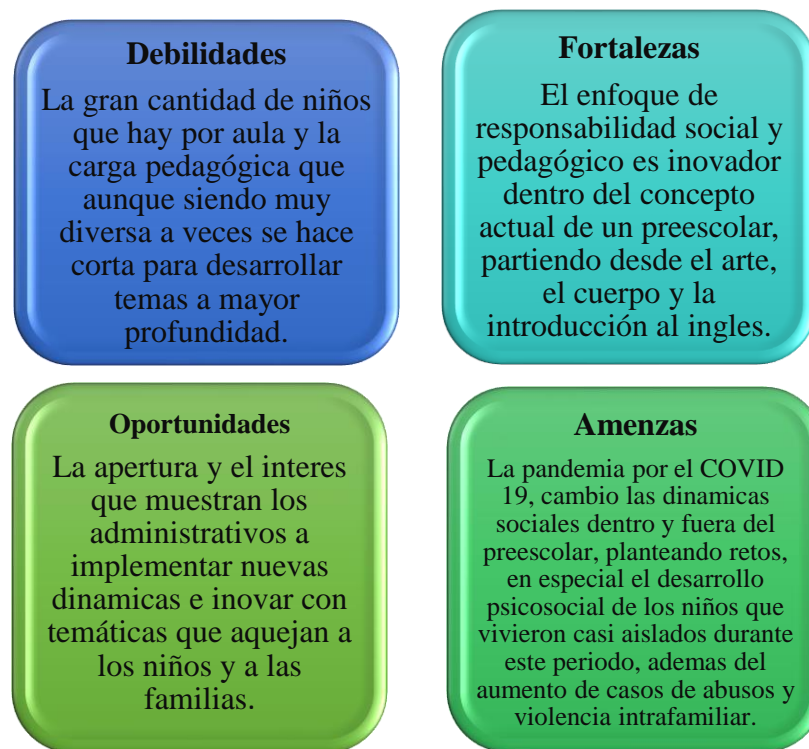 Debilidades
La gran cantidad de niños
que hay por aula y la
carga pedagógica que
aunque siendo muy
diversa a veces se hace
corta para desarrollar
temas a mayor
profundidad.
Fortalezas
El enfoque de
responsabilidad social y
pedagógico es inovador
dentro del concepto
actual de un preescolar,
partiendo desde el arte,
el cuerpo y la
introducción al ingles.
Oportunidades
La apertura y el interes
que muestran los
administrativos a
implementar nuevas
dinamicas e inovar con
temáticas que aquejan a
los niños y a las
familias.
Amenzas
La pandemia por el COVID
19, cambio las dinamicas
sociales dentro y fuera del
preescolar, planteando retos,
en especial el desarrollo
psicosocial de los niños que
vivieron casi aislados durante
este periodo, ademas del
aumento de casos de abusos y
violencia intrafamiliar.